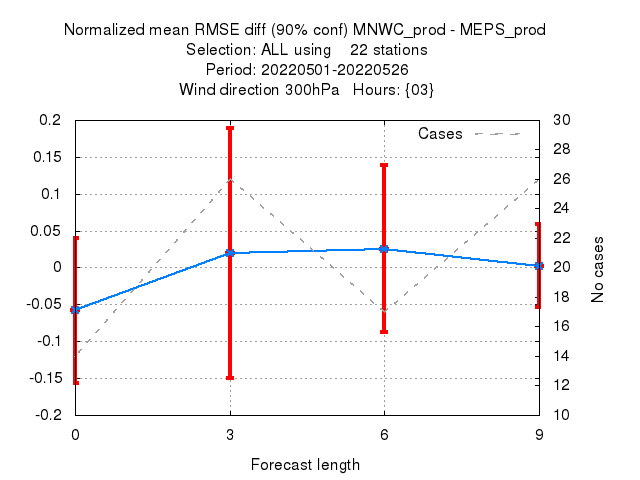 Normalized mean RMSE diff (90% conf) MNWC_prod - MEPS_prod
Selection: ALL using    22 stations
Period: 20220501-20220526
Wind direction 300hPa   Hours: {03}
0.2
0.15
0.1
0.05
0
-0.05
-0.1
-0.15
-0.2
Cases
30
28
26
24
22
20
18
16
14
12
10
No cases
0 3 6 9
Forecast length